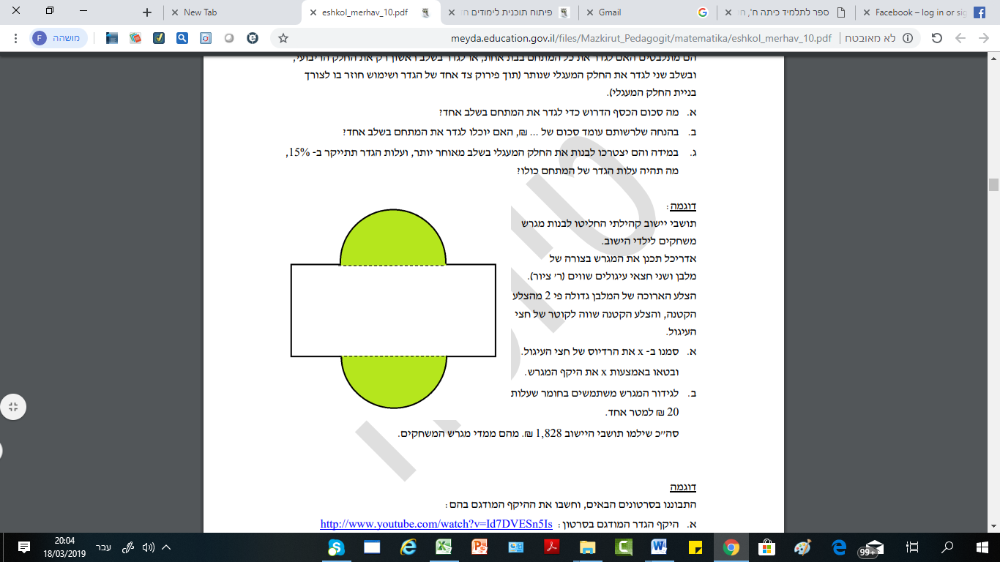 New Tab
eshkol_merhav_10.pdf
פיתוח תוכנית לימודים
Gmail
ספר לתלמיד כיתה ח',
Facebook – log in or
מושהה
F
meyda.education.gov.il/files/Mazkirut_Pedagogit/matematika/eshkol_merhav_10.pdf
לא מאובטח
הם מתלבטים האם לגדר את כל המתחם בבת אחת, או לגדר בשלב ראשון רק את החלק הריבועי,
ובשלב שני לגדר את החלק המעגלי שנותר (תוך פירוק צד אחד של הגדר ושימוש חוזר בו לצורך
בניית החלק המעגלי).
א. מה סכום הכסף הדרוש כדי לגדר את המתחם בשלב אחד?
ב. בהנחה שלרשותם עומד סכום של ... ₪, האם יוכלו לגדר את המתחם בשלב אחד?
ג. במידה והם יצטרכו לבנות את החלק המעגלי בשלב מאוחר יותר, ועלות הגדר תתייקר ב- 15%,
מה תהיה עלות הגדר של המתחם כולו?
דוגמה:
תושבי יישוב קהילתי החליטו לבנות מגרש
משחקים לילדי הישוב.
אדריכל תכנן את המגרש בצורה של
מלבן ושני חצאי עיגולים שווים (ר' ציור).
הצלע הארוכה של המלבן גדולה פי 2 מהצלע
הקטנה, והצלע הקטנה שווה לקוטר של חצי
העיגול.
א. סמנו ב- x את הרדיוס של חצי העיגול.
ובטאו באמצעות x את היקף המגרש.
ב. לגידור המגרש משתמשים בחומר שעלות
20 ₪ למטר אחד.
סה"כ שילמו תושבי היישוב 1,828 ₪. מהם ממדי מגרש המשחקים.
דוגמה
התבוננו בסרטונים הבאים, וחשבו את ההיקף המודגם בהם:
א. היקף הגדר המודגם בסרטון: http://www.youtube.com/watch?v=Id7DVESn5Is
20:04
18/03/2019
עבר
99+